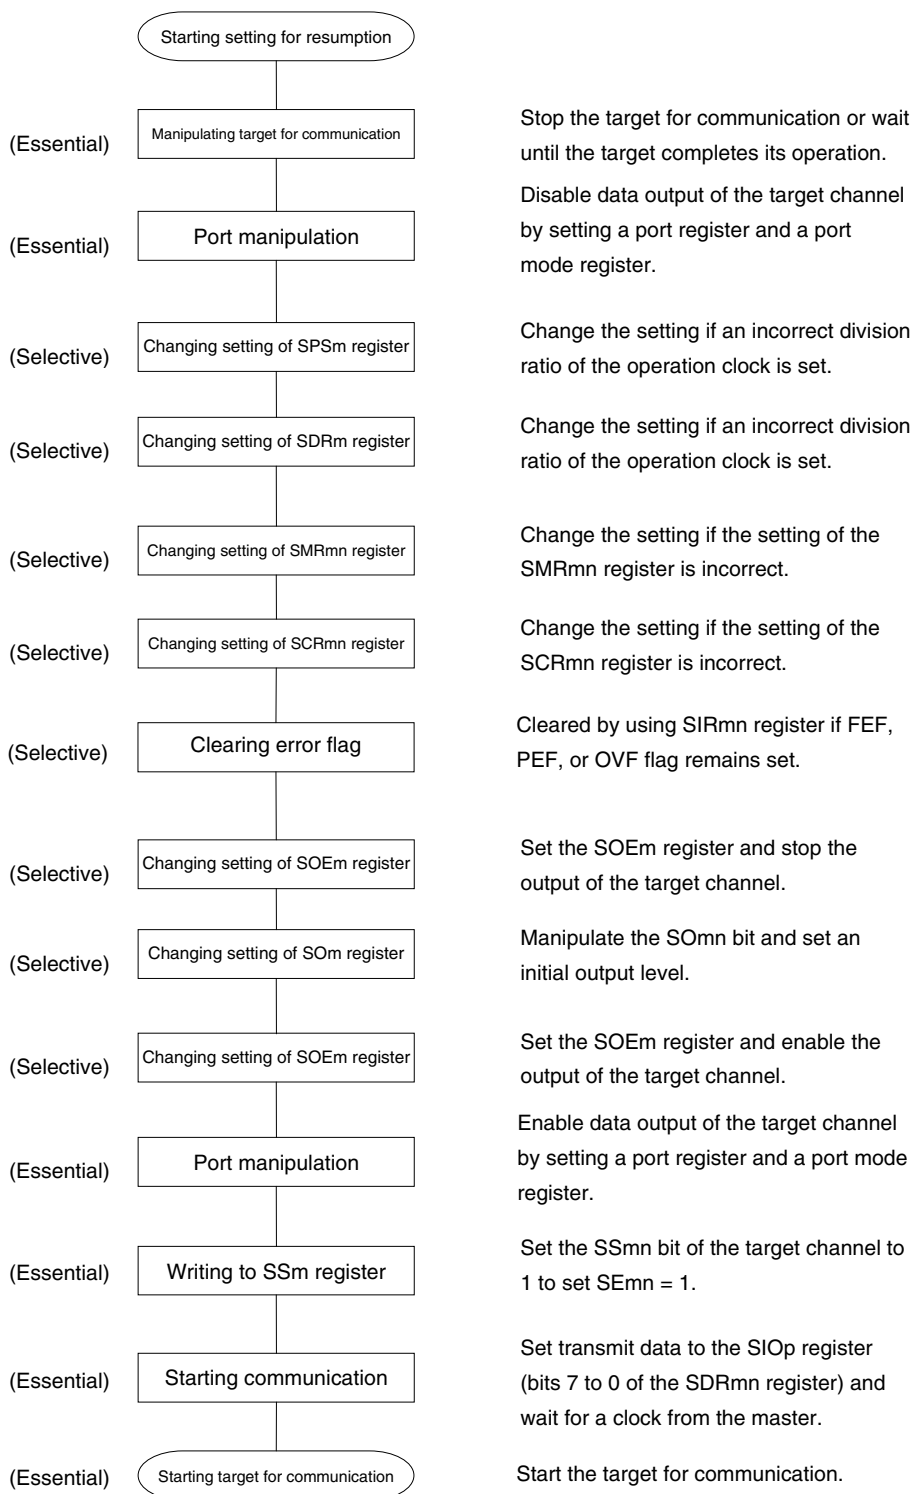 Starting setting for resumption
(Essential)
Manipulating target for communication
Stop the target for communication or wait
until the target completes its operation.
(Essential)
Port manipulation
Disable data output of the target channel
by setting a port register and a port
mode register.
(Selective)
Changing setting of SPSm register
Change the setting if an incorrect division
ratio of the operation clock is set.
(Selective)
Changing setting of SDRm register
Change the setting if an incorrect division
ratio of the operation clock is set.
(Selective)
Changing setting of SMRmn register
Change the setting if the setting of the
SMRmn register is incorrect.
(Selective)
Changing setting of SCRmn register
Change the setting if the setting of the
SCRmn register is incorrect.
(Selective)
Clearing error flag
Cleared by using SIRmn register if FEF,
PEF, or OVF flag remains set.
(Selective)
Changing setting of SOEm register
Set the SOEm register and stop the
output of the target channel.
(Selective)
Changing setting of SOm register
Manipulate the SOmn bit and set an
initial output level.
(Selective)
Changing setting of SOEm register
Set the SOEm register and enable the
output of the target channel.
(Essential)
Port manipulation
Enable data output of the target channel
by setting a port register and a port mode
register.
(Essential)
Writing to SSm register
Set the SSmn bit of the target channel to
1 to set SEmn = 1.
(Essential)
Starting communication
Set transmit data to the SIOp register
(bits 7 to 0 of the SDRmn register) and
wait for a clock from the master.
(Essential)
Starting target for communication
Start the target for communication.